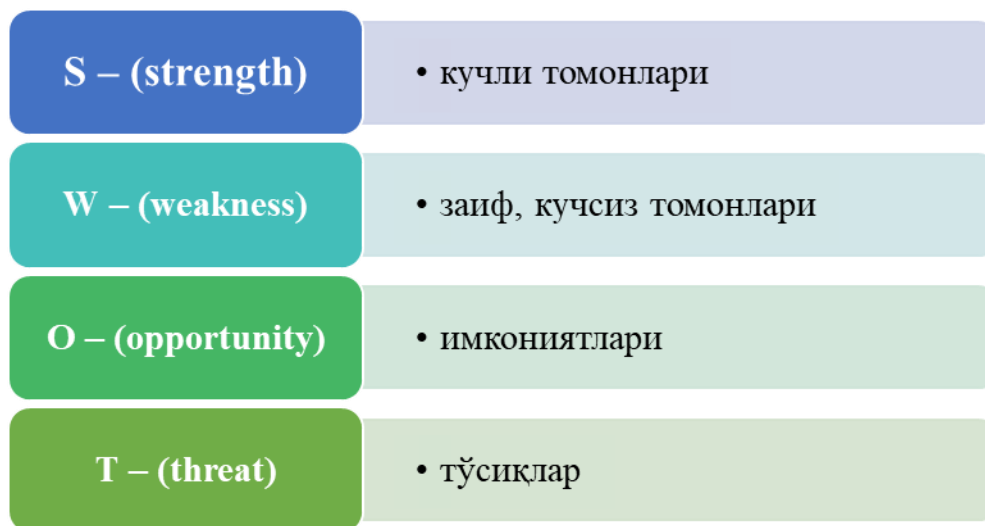 S – (strength)
• кучли томонлари
W – (weakness)
• заиф, кучсиз томонлари
O – (opportunity)
• имкониятлари
T – (threat)
• тўсиқлар